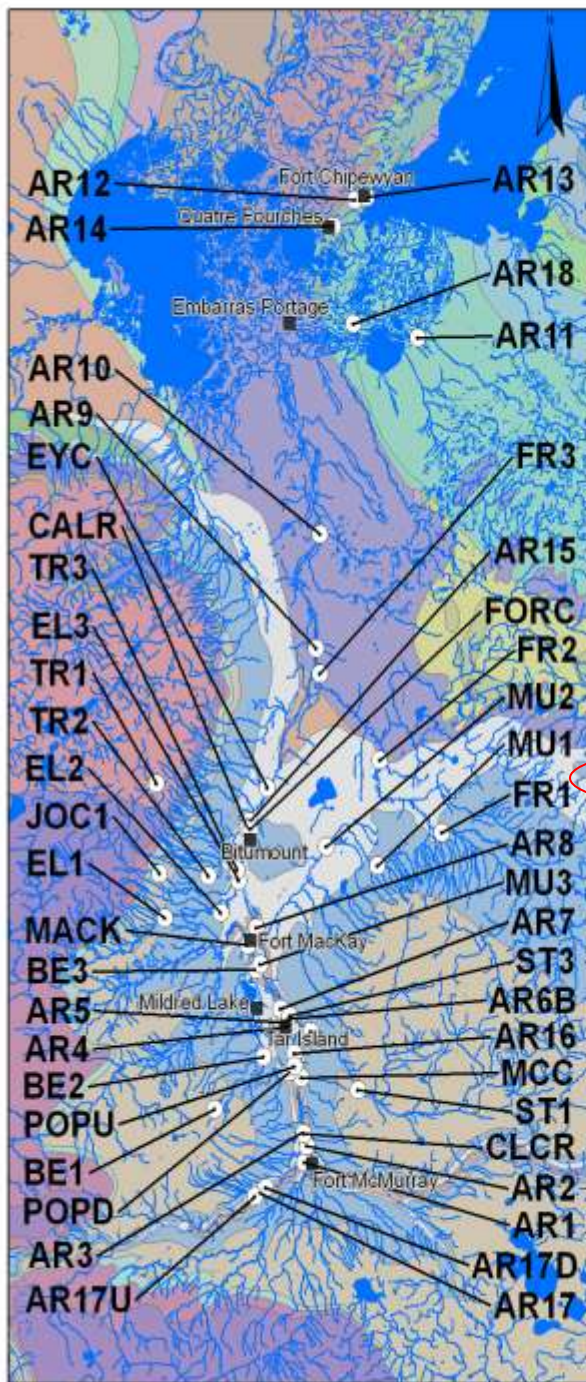 N
Fort Chipewyan
AR12
AR13
Quatre Fourches
AR14
AR18
Embarras Portage
AR11
AR10
AR9
EYC
FR3
CALR
AR15
TR3
FORC
EL3
FR2
TR1
MU2
TR2
MU1
EL2
FR1
JOC1
Bitumount
AR8
EL1
MU3
MACK
Fort MacKay
AR7
BE3
ST3
Mildred Lake
AR5
AR6B
Tar Island
AR4
AR16
BE2
MCC
POPU
ST1
BE1
CLCR
Fort McMurray
POPD
AR2
AR3
AR1
AR17D
AR17U
AR17